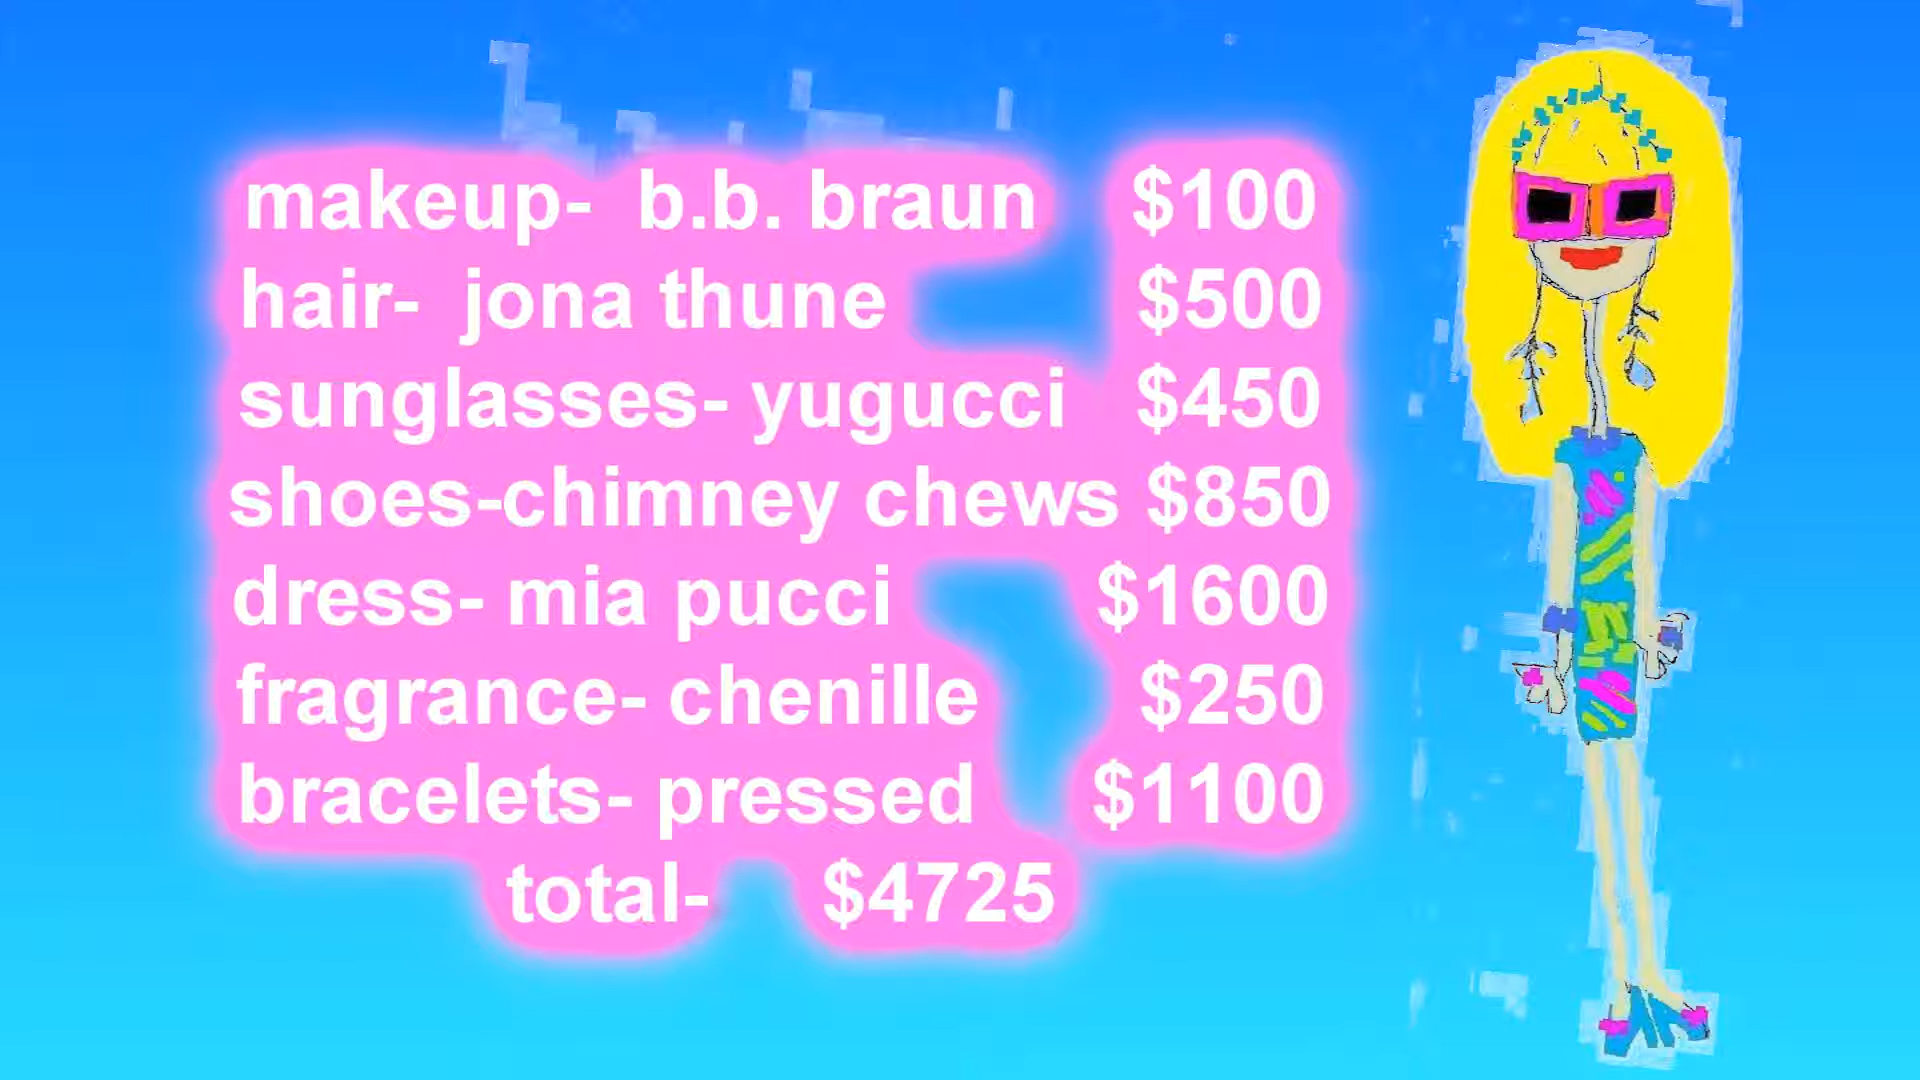 makeup- b.b. braun $100
hair- jona thune $500
sunglasses- yugucci $450
shoes-chimney chews $850
dress- mia pucci $1600
fragrance- chenille $250
bracelets- pressed $1100
total- $4725